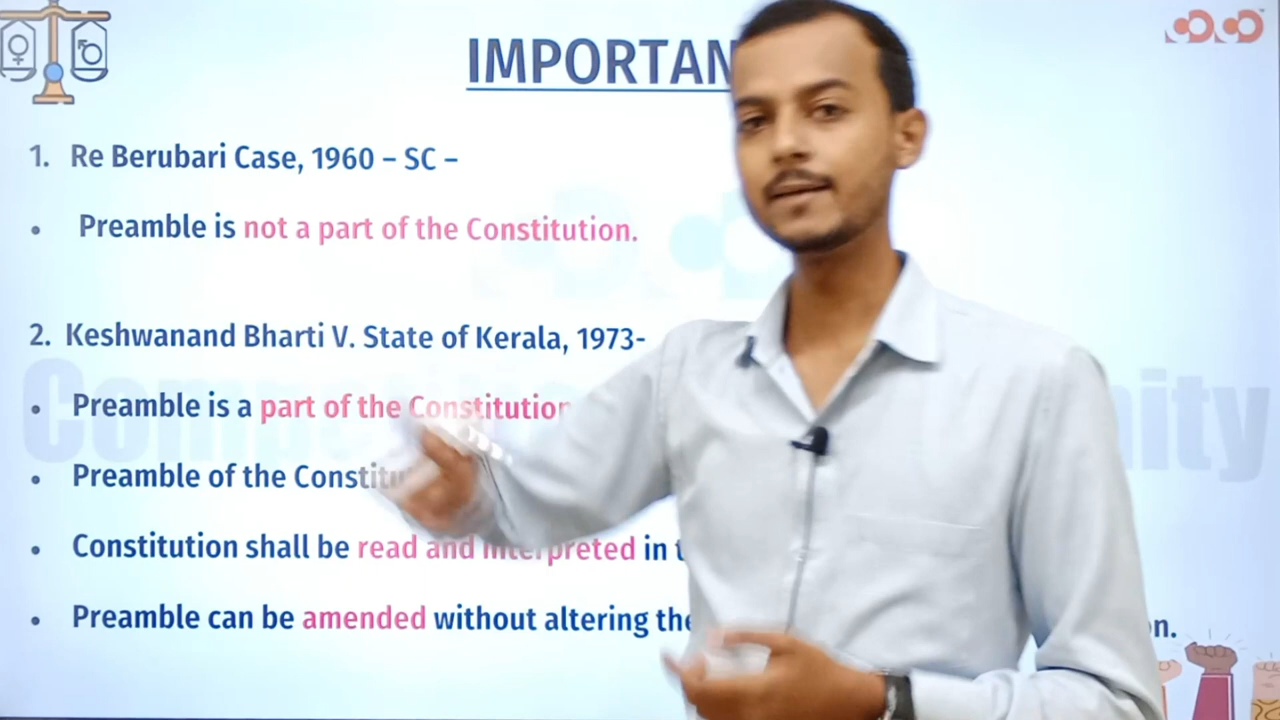 IMPORTAN
1. Re Berubari Case, 1960 – SC –
• Preamble is not a part of the Constitution.
2. Keshwanand Bharti V. State of Kerala, 1973-
• Preamble is a part of the Constitution
• Preamble of the Constitu
• Constitution shall be read and interpreted in t
• Preamble can be amended without altering the n.